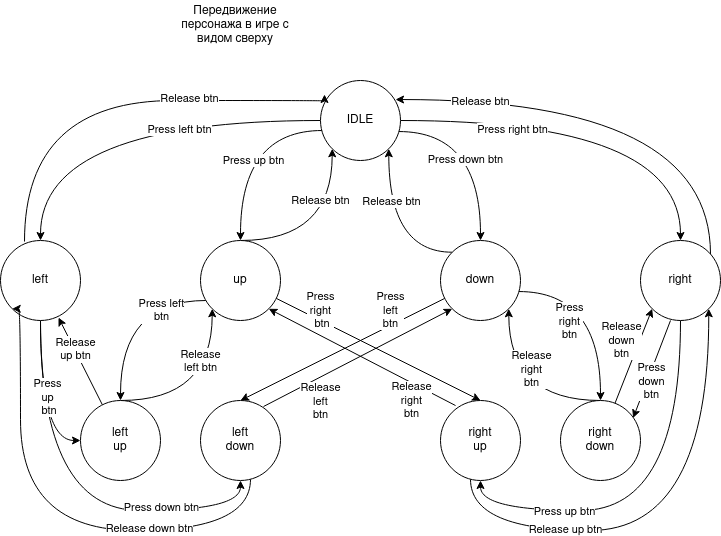 Передвижение
персонажа в игре с
видом сверху
Release btn
Release btn
IDLE
Press left btn
Press right btn
Press up btn
Press down btn
Release btn
Release btn
left
up
down
right
Press left
btn
Press
right
btn
Press
left
btn
Press
right
btn
Release
up btn
Release
left btn
Release
right
btn
Release
down
btn
Press
up
btn
Release
left
btn
Release
right
btn
Press
down
btn
left
up
left
down
right
up
right
down
Press down btn
Press up btn
Release down btn
Release up btn